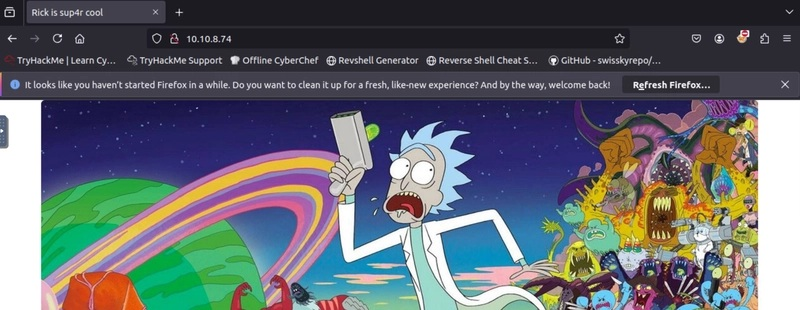 Rick is sup4r cool
10.10.8.74
TryHackMe | Learn Cy... TryHackMe Support Offline CyberChef Revshell Generator Reverse Shell Cheat S... GitHub - swisskyrepo/...
It looks like you haven't started Firefox in a while. Do you want to clean it up for a fresh, like-new experience? And by the way, welcome back! Refresh Firefox...